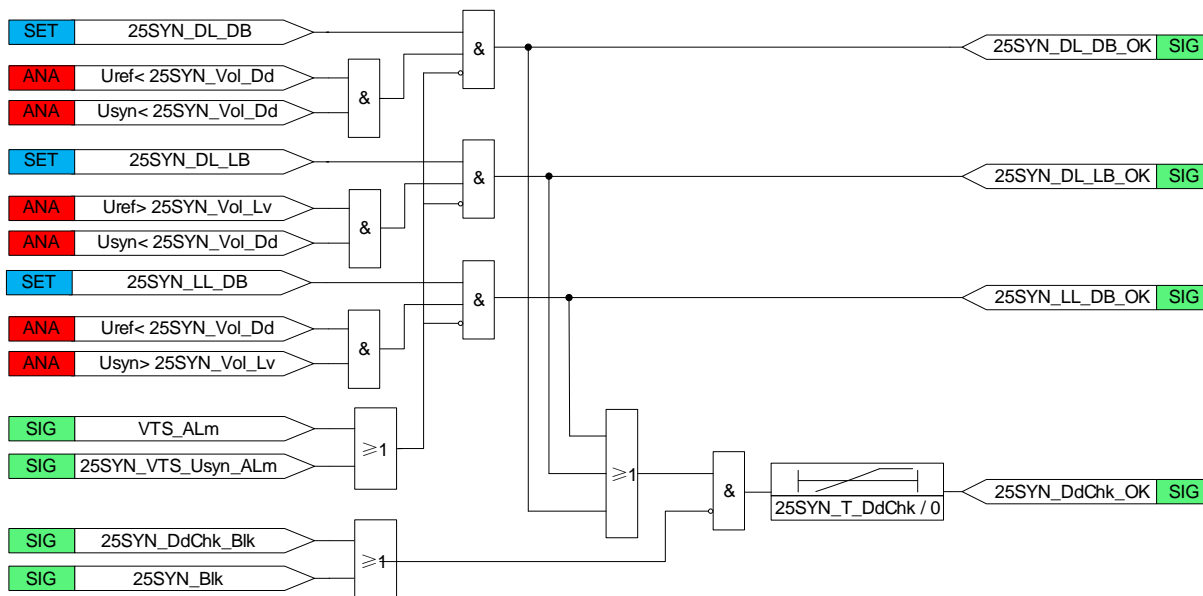 SET 25SYN_DL_DB
&
25SYN_DL_DB_OK SIG
ANA Uref< 25SYN_Vol_Dd
&
ANA Usyn< 25SYN_Vol_Dd
SET 25SYN_DL_LB
&
25SYN_DL_LB_OK SIG
ANA Uref> 25SYN_Vol_Lv
&
ANA Usyn< 25SYN_Vol_Dd
SET 25SYN_LL_DB
&
25SYN_LL_DB_OK SIG
ANA Uref< 25SYN_Vol_Dd
&
ANA Usyn> 25SYN_Vol_Lv
SIG VTS_ALm
≥1
SIG 25SYN_VTS_Usyn_ALm
≥1
&
25SYN_T_DdChk / 0
25SYN_DdChk_OK SIG
SIG 25SYN_DdChk_Blk
≥1
SIG 25SYN_Blk